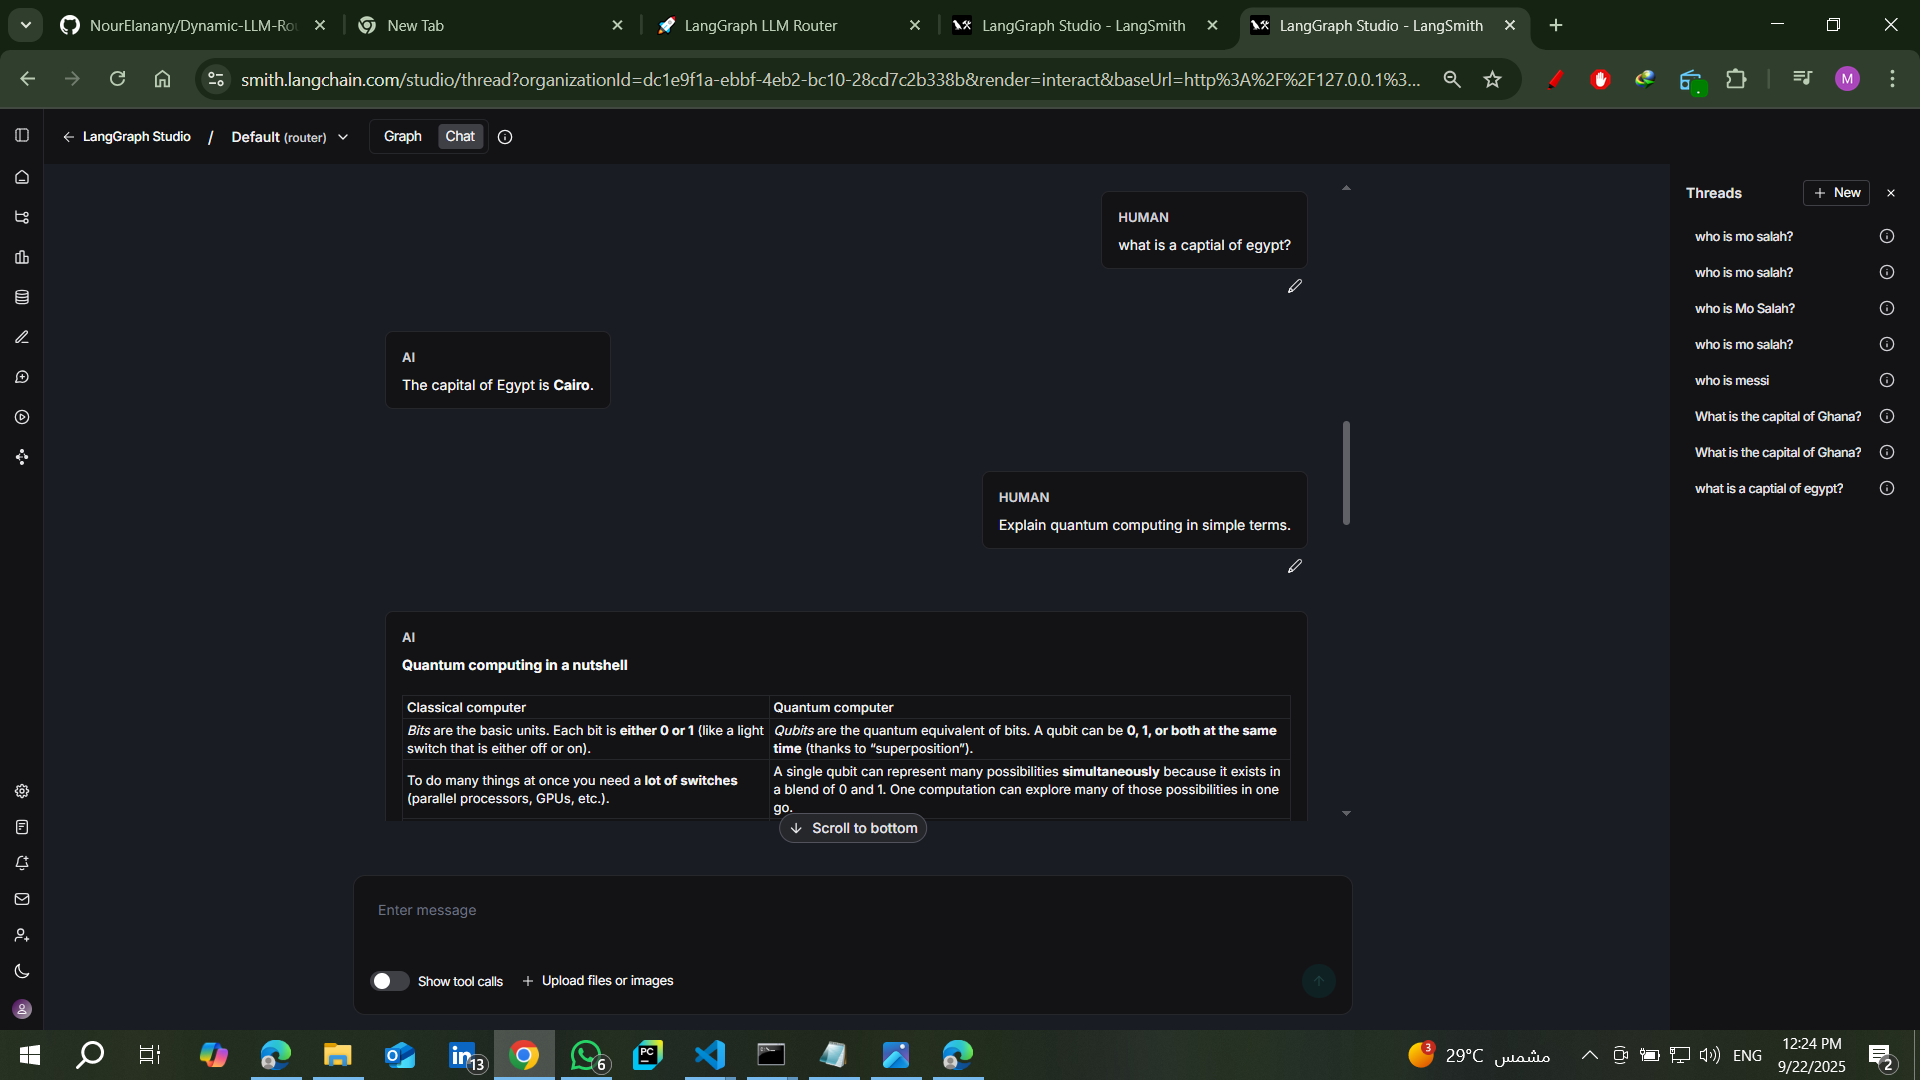 NourElanany/Dynamic-LLM-Ro
New Tab
LangGraph LLM Router
LangGraph Studio - LangSmith
LangGraph Studio - LangSmith
smith.langchain.com/studio/thread?organizationId=dc1e9f1a-ebbf-4eb2-bc10-28cd7c2b338b&render=interact&baseUrl=http%3A%2F%2F127.0.0.1%3...
M
LangGraph Studio / Default (router)
Graph
Chat
Threads
+ New
who is mo salah?
who is mo salah?
who is Mo Salah?
who is mo salah?
who is messi
What is the capital of Ghana?
What is the capital of Ghana?
what is a captial of egypt?
HUMAN
what is a captial of egypt?
AI
The capital of Egypt is Cairo.
HUMAN
Explain quantum computing in simple terms.
AI
Quantum computing in a nutshell
Classical computer
Quantum computer
Bits are the basic units. Each bit is either 0 or 1 (like a light
switch that is either off or on).
Qubits are the quantum equivalent of bits. A qubit can be 0, 1, or both at the same
time (thanks to “superposition”).
To do many things at once you need a lot of switches
(parallel processors, GPUs, etc.).
A single qubit can represent many possibilities simultaneously because it exists in
a blend of 0 and 1. One computation can explore many of those possibilities in one
go.
Scroll to bottom
Enter message
Show tool calls
+ Upload files or images
13
6
PC
3
29°C مشمس
ENG
12:24 PM
9/22/2025
2